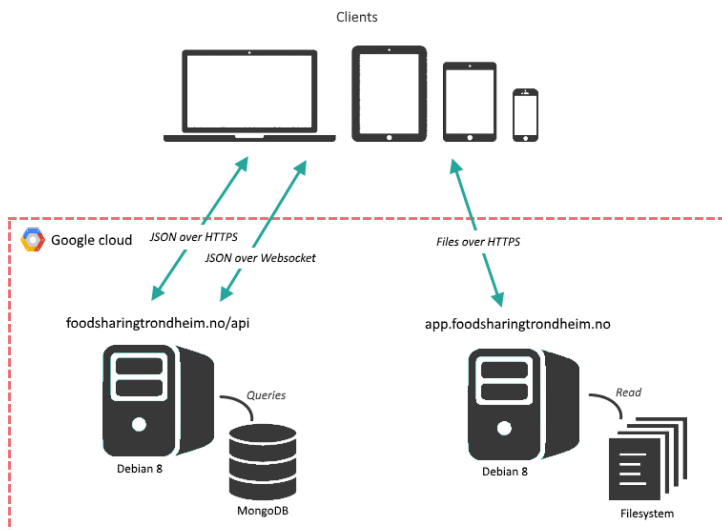 Clients
Google cloud
JSON over HTTPS
JSON over Websocket
Files over HTTPS
foodsharingtrondheim.no/api
app.foodsharingtrondheim.no
Queries
Read
Debian 8
Debian 8
MongoDB
Filesystem